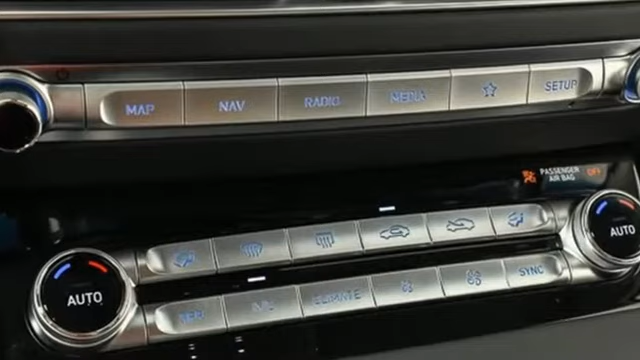 MAP NAV RADIO MEDIA SETUP
PASSENGER
AIR BAG OFF
AUTO
AUTO
A/C CLIMATE SYNC